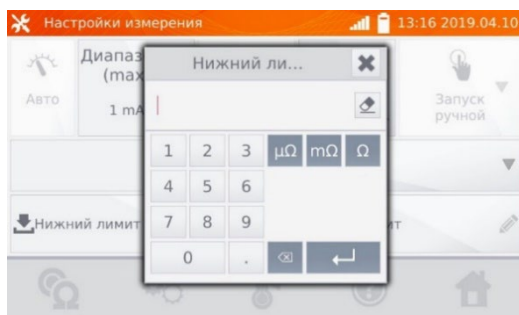 Настройки измерения 13:16 2019.04.10
Нижний ли...
Диапаз
(max
1 mA
Авто
Запуск
ручной
1 2 3 µΩ mΩ Ω
4 5 6
7 8 9
0 .
Нижний лимит
ит